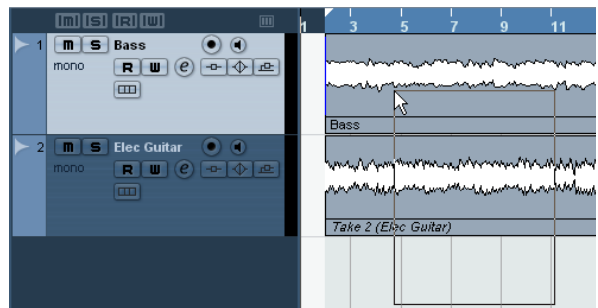 M S R W
1 3 5 7 9 11
1 M S Bass
mono R W e
Bass
2 M S Elec Guitar
mono R W e
Take 2 (Elec Guitar)